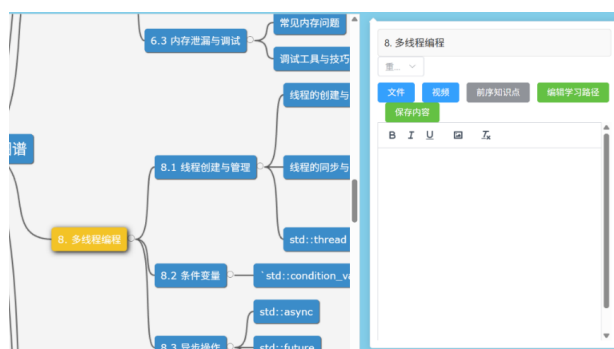 常见内存问题
6.3 内存泄漏与调试
调试工具与技巧
线程的创建与
谱
8.1 线程创建与管理
线程的同步与
8. 多线程编程
std::thread
8.2 条件变量
`std::condition_va
std::async
8.3 异步操作
std::future
8. 多线程编程
重...
文件
视频
前序知识点
编辑学习路径
保存内容
B I U